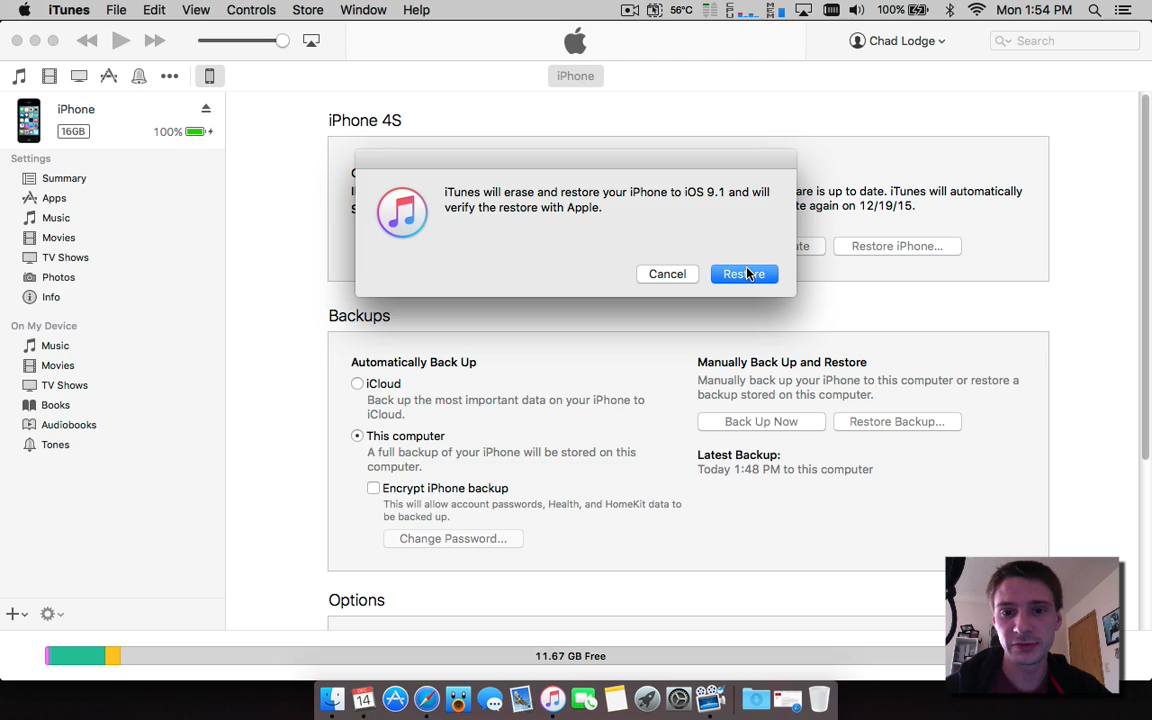 iTunes File Edit View Controls Store Window Help 56°C 100% Mon 1:54 PM
Chad Lodge Search
iPhone
iPhone
16GB 100%
Settings
Summary
Apps
Music
Movies
TV Shows
Photos
Info
On My Device
Music
Movies
TV Shows
Books
Audiobooks
Tones
iPhone 4S
iTunes will erase and restore your iPhone to iOS 9.1 and will
verify the restore with Apple.
Cancel Restore
are is up to date. iTunes will automatically
te again on 12/19/15.
ate Restore iPhone...
Backups
Automatically Back Up
iCloud
Back up the most important data on your iPhone to
iCloud.
This computer
A full backup of your iPhone will be stored on this
computer.
Encrypt iPhone backup
This will allow account passwords, Health, and HomeKit data to
be backed up.
Change Password...
Manually Back Up and Restore
Manually back up your iPhone to this computer or restore a
backup stored on this computer.
Back Up Now Restore Backup...
Latest Backup:
Today 1:48 PM to this computer
Options
11.67 GB Free
DEC
14